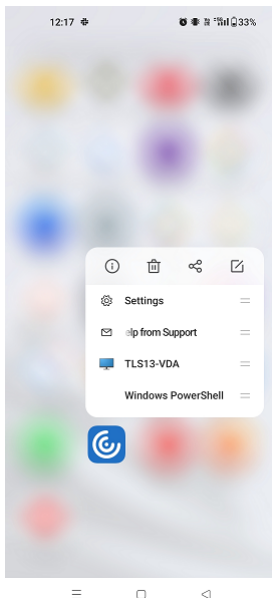 12:17
33%
Settings
elp from Support
TLS13-VDA
Windows PowerShell